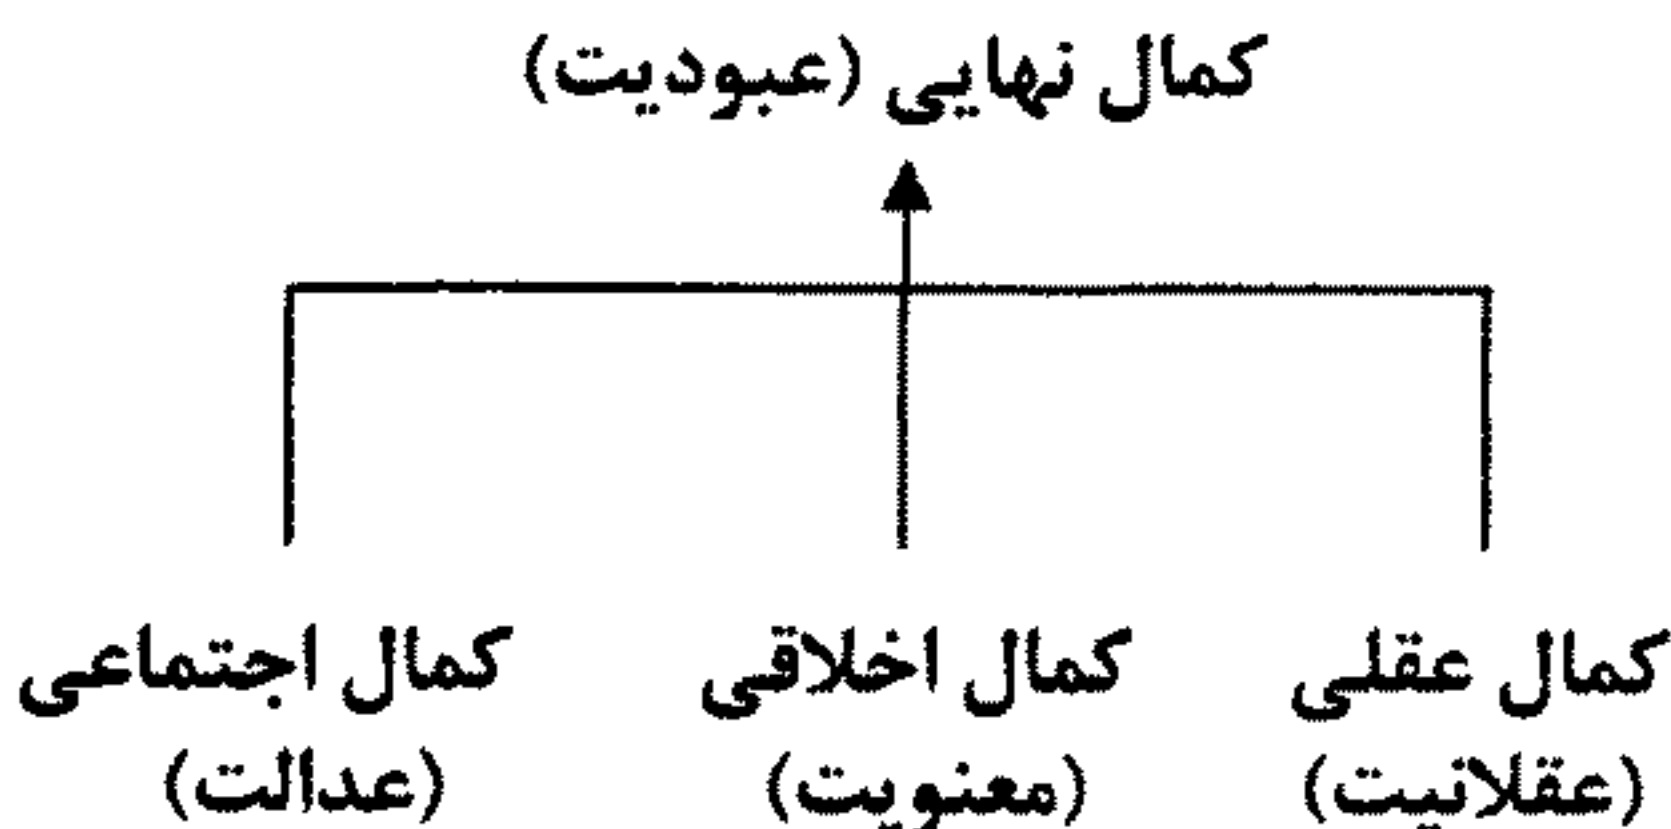 کمال نهایی (عبودیت)
کمال عقلی
(عقلانیت)
کمال اخلاقی
(معنویت)
کمال اجتماعی
(عدالت)